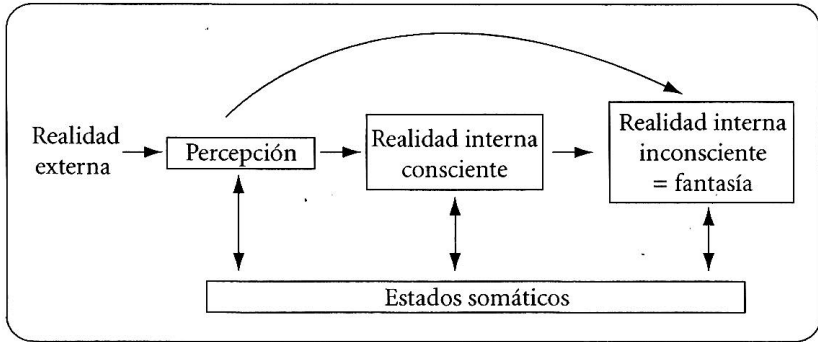 Realidad
externa
Percepción
Realidad interna
consciente
Realidad interna
inconsciente
= fantasía
Estados somáticos